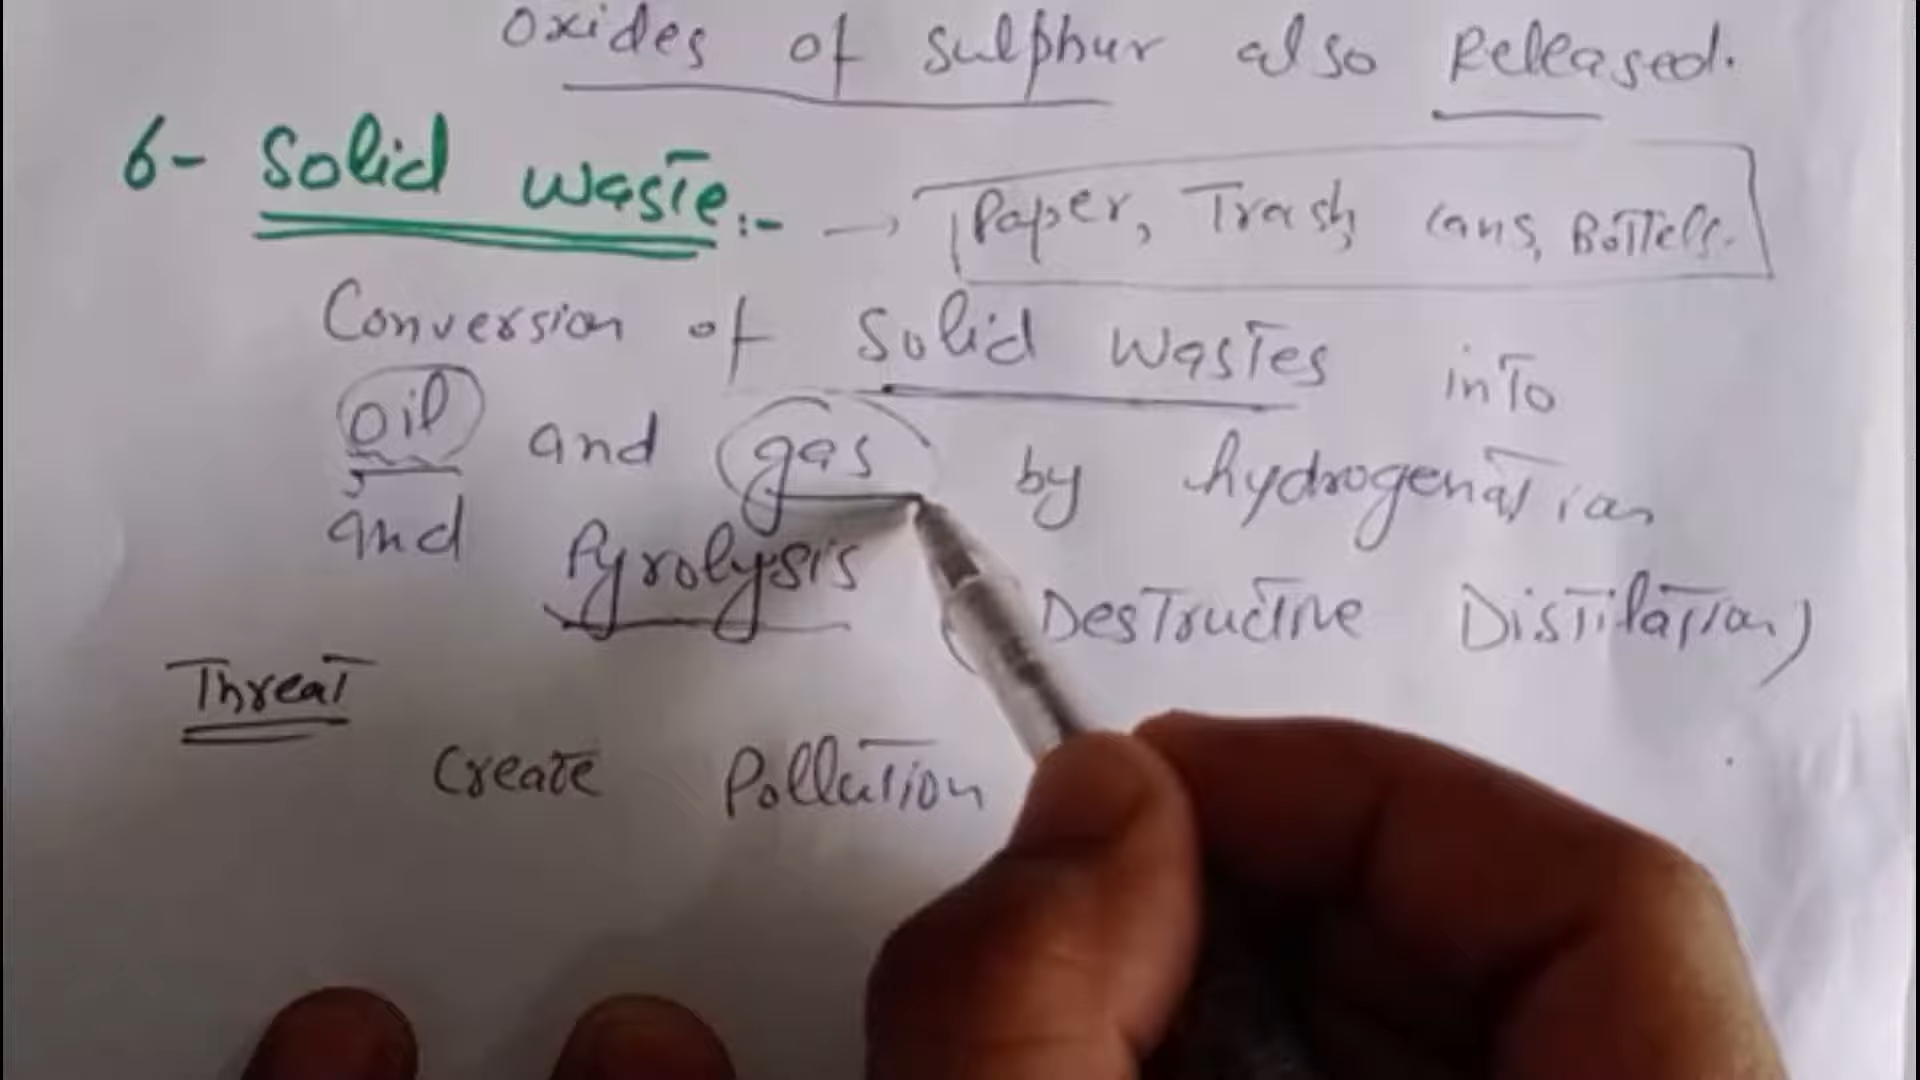 oxides of sulphur also Released.
6- Solid waste:- → Paper, Trash, cans, Bottels.
Conversion of Solid Wastes into
oil and gas by hydrogenation
and Pyrolysis (Destructive Distilation)
Threat
Create Pollution